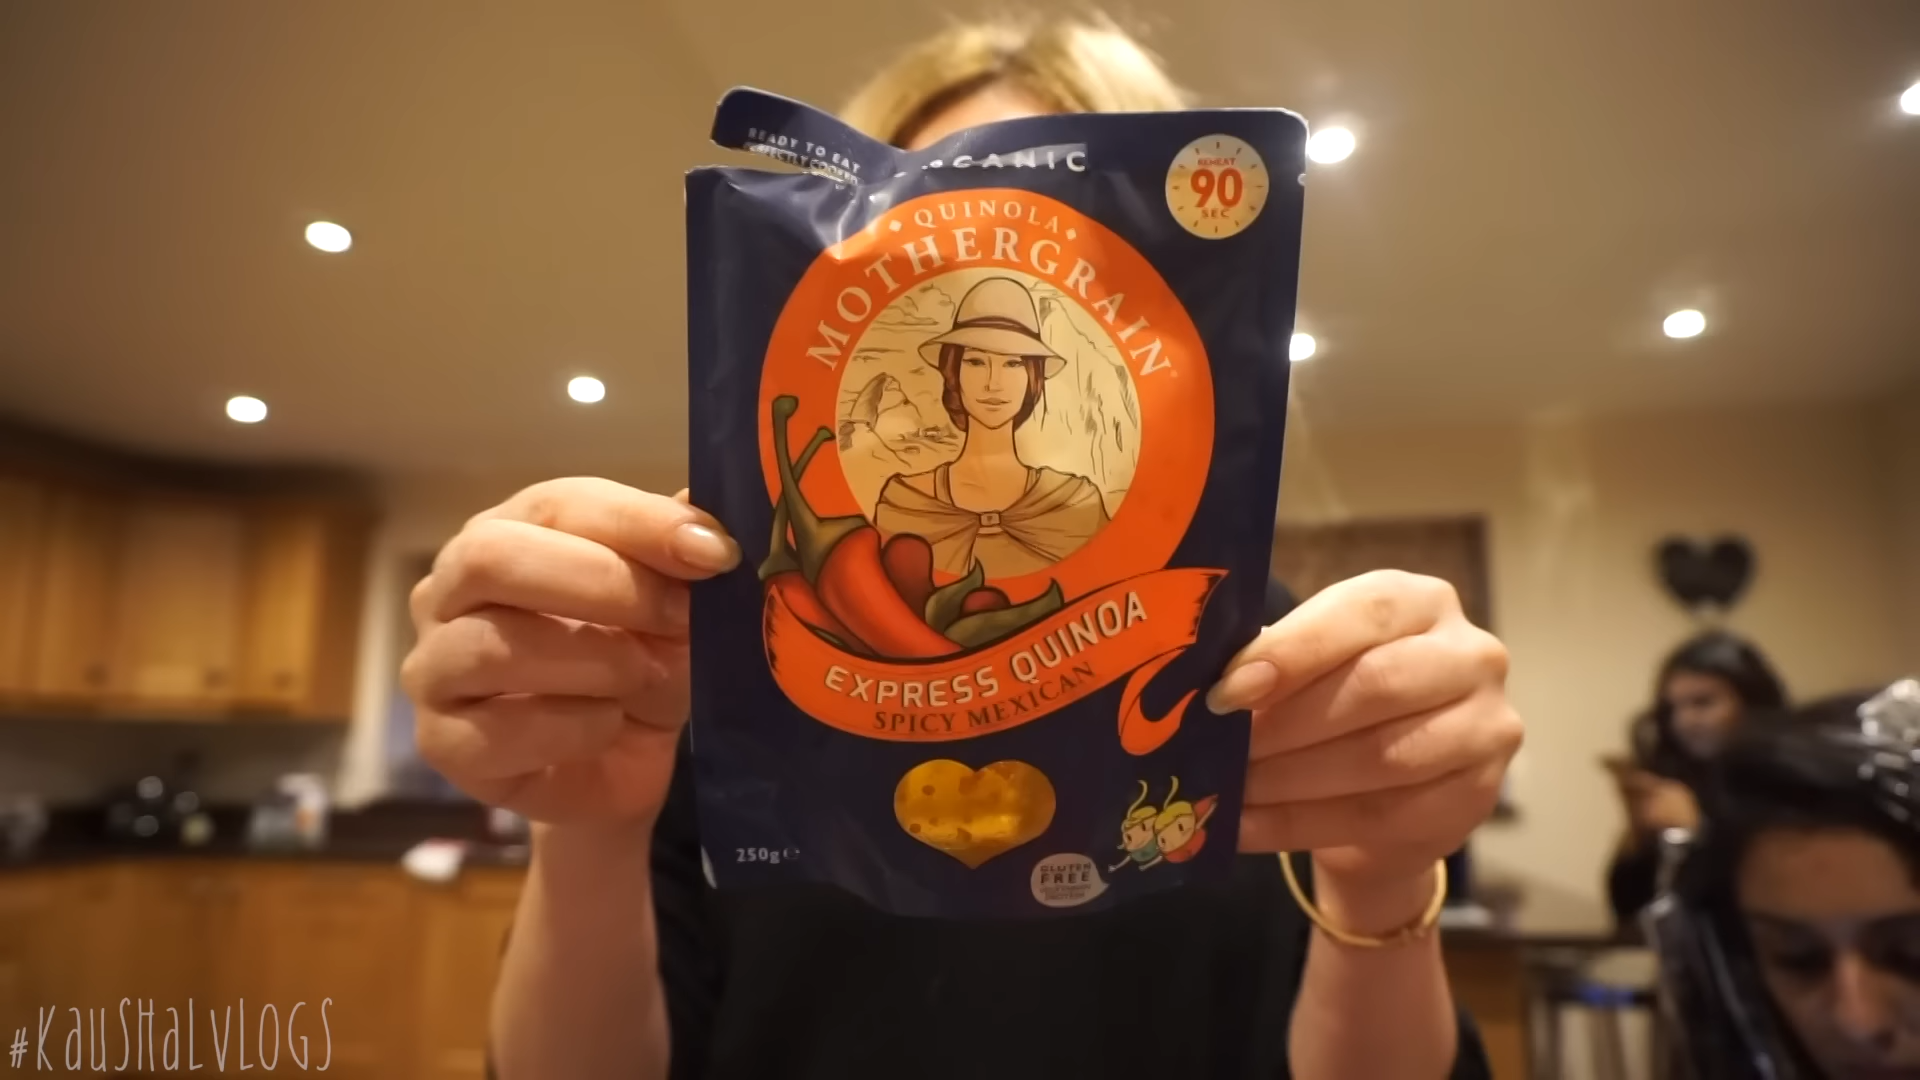 READY TO EAT
ORGANIC
REHEAT
90
SEC
QUINOLA
MOTHERGRAIN®
EXPRESS QUINOA
SPICY MEXICAN
250g e
GLUTEN
FREE
#KAUSHALVLOGS